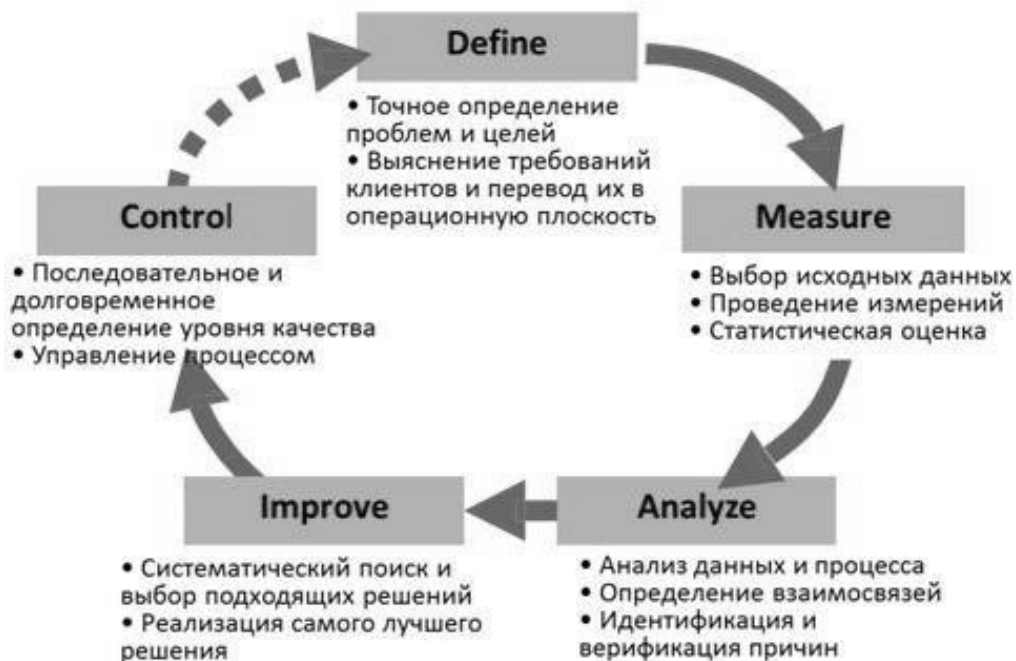 Define
• Точное определение
проблем и целей
• Выяснение требований
клиентов и перевод их в
операционную плоскость
Measure
• Выбор исходных данных
• Проведение измерений
• Статистическая оценка
Analyze
• Анализ данных и процесса
• Определение взаимосвязей
• Идентификация и
верификация причин
Improve
• Систематический поиск и
выбор подходящих решений
• Реализация самого лучшего
решения
Control
• Последовательное и
долговременное
определение уровня качества
• Управление процессом